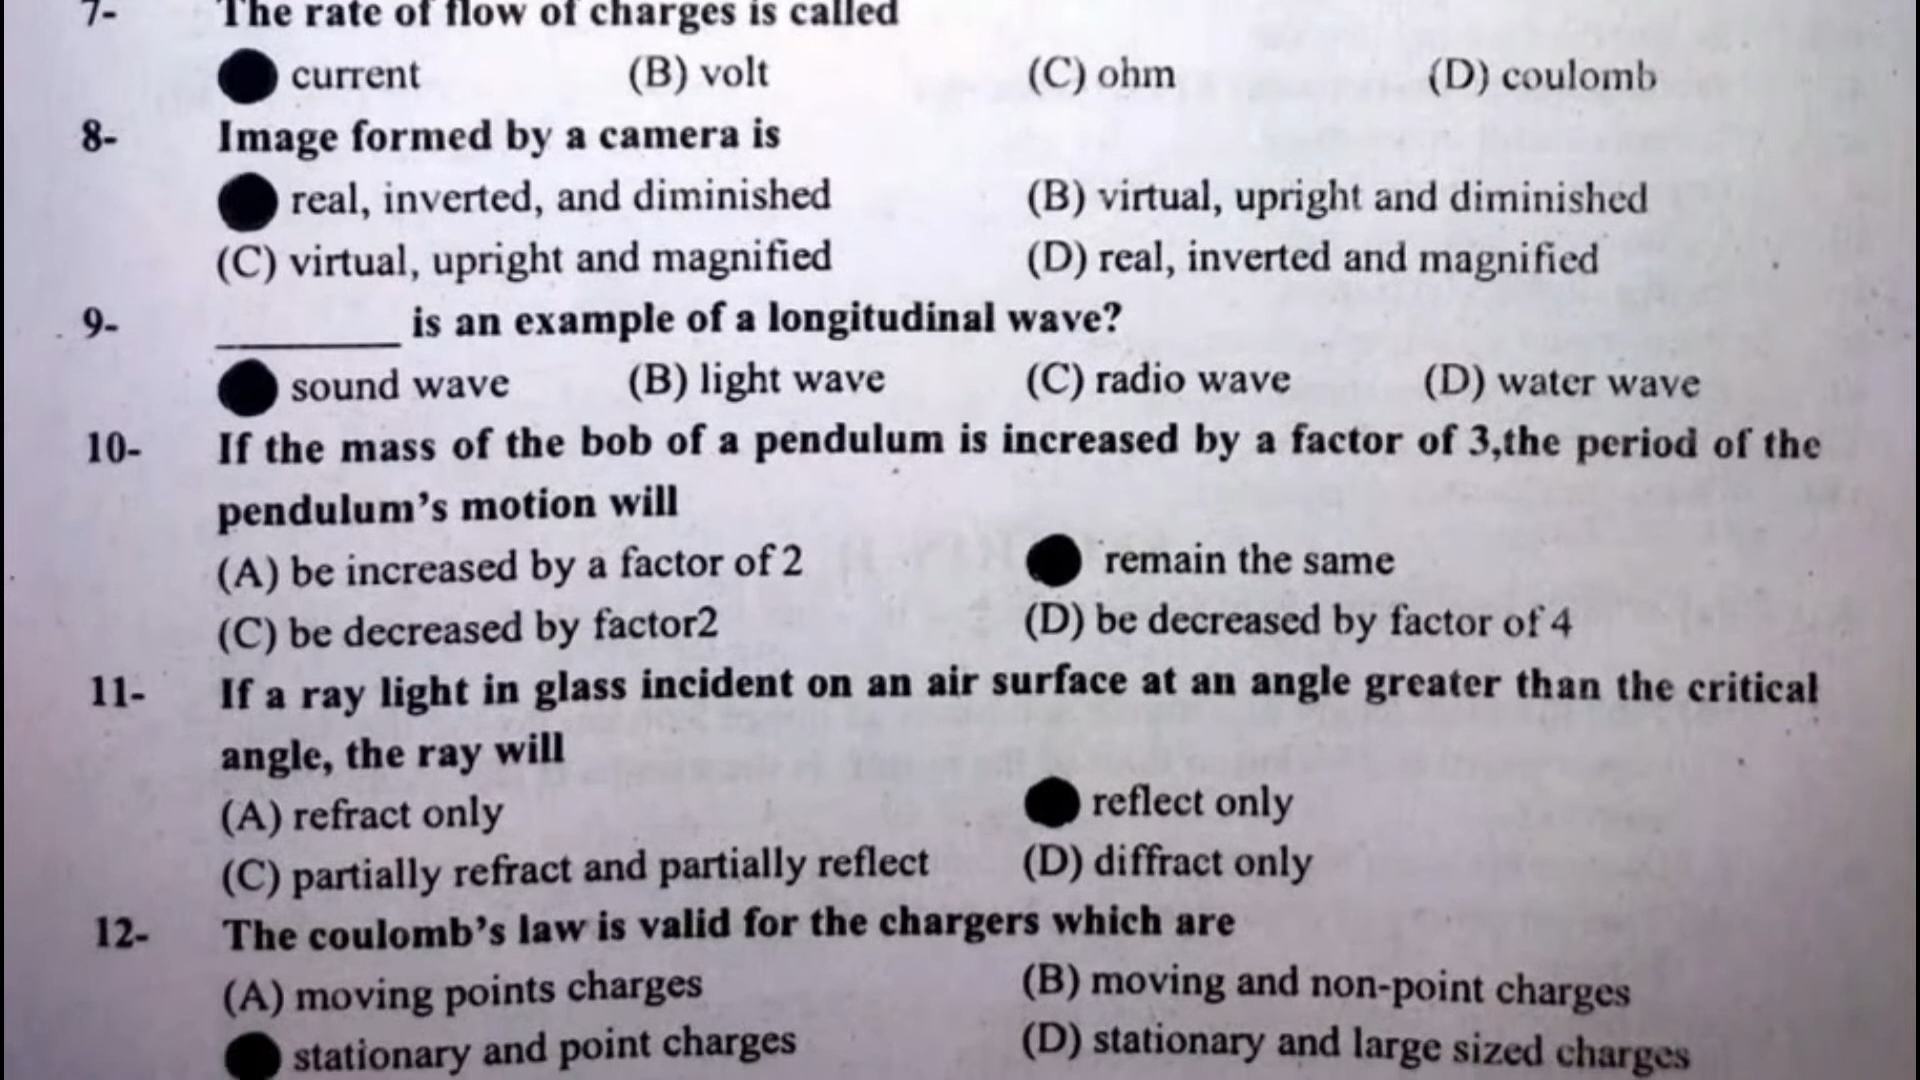 7- The rate of flow of charges is called
current (B) volt (C) ohm (D) coulomb
8- Image formed by a camera is
real, inverted, and diminished (B) virtual, upright and diminished
(C) virtual, upright and magnified (D) real, inverted and magnified
9- ________ is an example of a longitudinal wave?
sound wave (B) light wave (C) radio wave (D) water wave
10- If the mass of the bob of a pendulum is increased by a factor of 3,the period of the
pendulum's motion will
(A) be increased by a factor of 2 remain the same
(C) be decreased by factor2 (D) be decreased by factor of 4
11- If a ray light in glass incident on an air surface at an angle greater than the critical
angle, the ray will
(A) refract only reflect only
(C) partially refract and partially reflect (D) diffract only
12- The coulomb's law is valid for the chargers which are
(A) moving points charges (B) moving and non-point charges
stationary and point charges (D) stationary and large sized charges